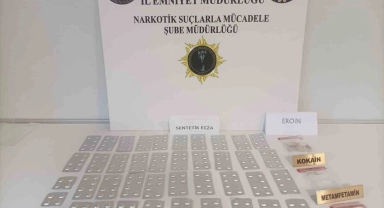 İL EMNİYET MÜDÜRLÜĞÜ
NARKOTİK SUÇLARLA MÜCADELE
ŞUBE MÜDÜRLÜĞÜ
SENTETİK ECZA
EROİN
KOKAİN
METAMFETAMİN